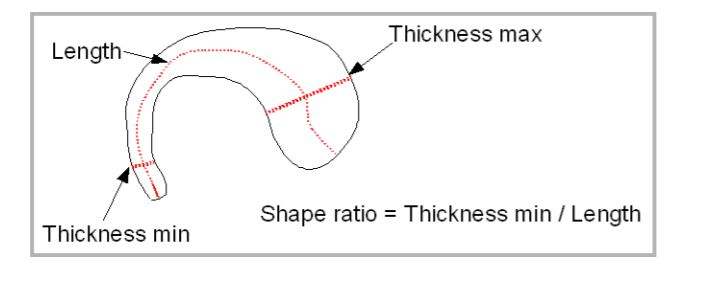 Thickness max
Length
Thickness min
Shape ratio = Thickness min / Length